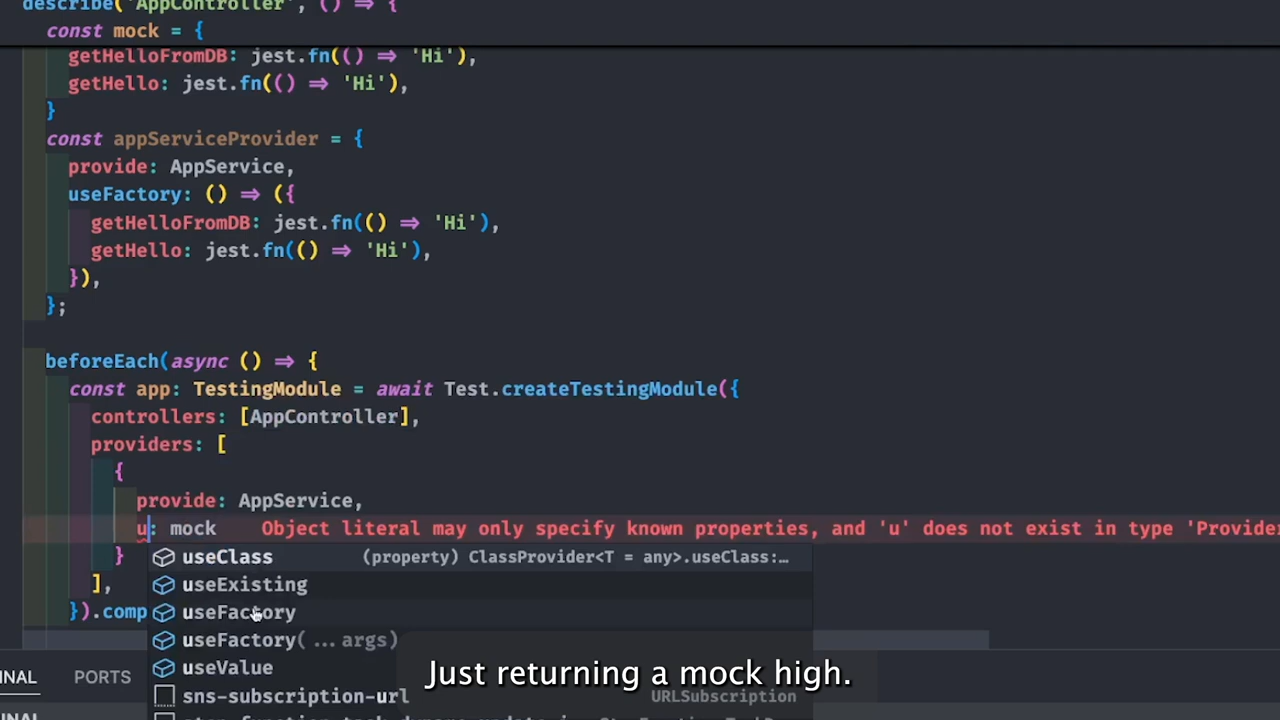 describe('AppController', () => {
const mock = {
getHelloFromDB: jest.fn(() => 'Hi'),
getHello: jest.fn(() => 'Hi'),
}
const appServiceProvider = {
provide: AppService,
useFactory: () => ({
getHelloFromDB: jest.fn(() => 'Hi'),
getHello: jest.fn(() => 'Hi'),
}),
};
beforeEach(async () => {
const app: TestingModule = await Test.createTestingModule({
controllers: [AppController],
providers: [
{
provide: AppService,
u: mock Object literal may only specify known properties, and 'u' does not exist in type 'Provider
} useClass (property) ClassProvider<T = any>.useClass:…
], useExisting
}).comp useFactory
useFactory(...args)
NAL PORTS useValue
Just returning a mock high.
sns-subscription-url URLSubscription